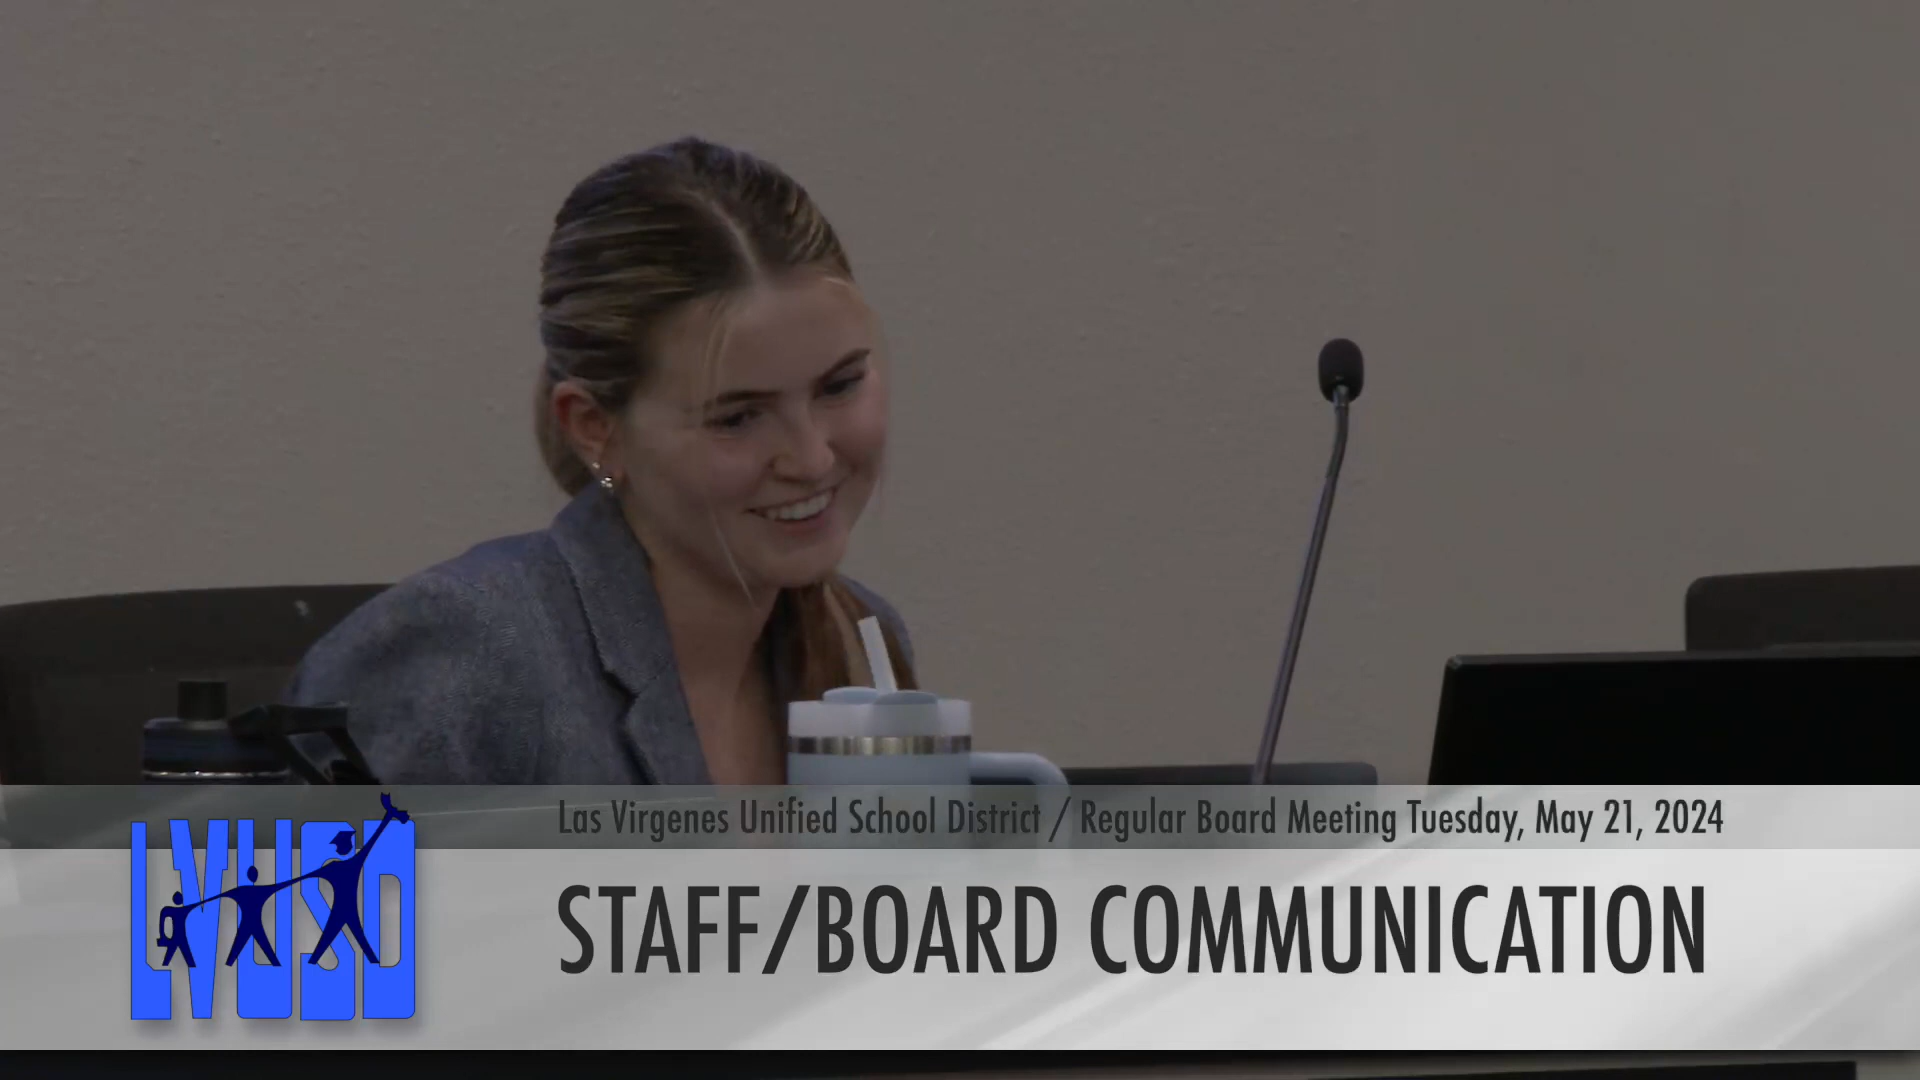 Las Virgenes Unified School District / Regular Board Meeting Tuesday, May 21, 2024
LVUSD
STAFF/BOARD COMMUNICATION